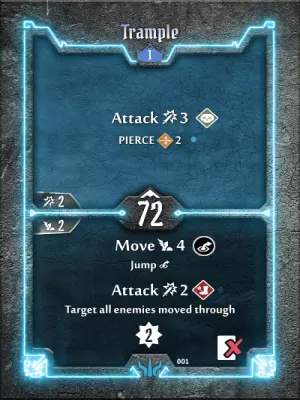 Trample
1
Attack 3
PIERCE 2
2
72
2
Move 4
Jump
Attack 2
Target all enemies moved through
2
001